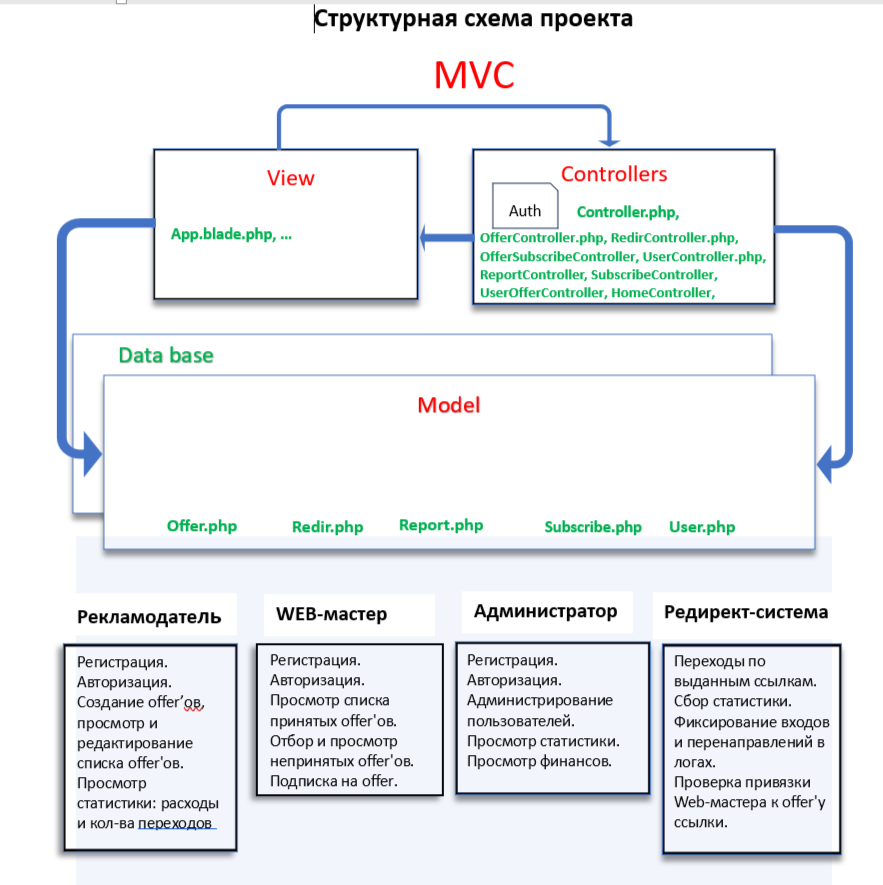 Структурная схема проекта
MVC
View
App.blade.php, ...
Controllers
Auth
Controller.php,
OfferController.php, RedirController.php,
OfferSubscribeController, UserController.php,
ReportController, SubscribeController,
UserOfferController, HomeController,
Data base
Model
Offer.php
Redir.php
Report.php
Subscribe.php
User.php
Рекламодатель
Регистрация.
Авторизация.
Создание offer’ов,
просмотр и
редактирование
списка offer'ов.
Просмотр
статистики: расходы
и кол-ва переходов
WEB-мастер
Регистрация.
Авторизация.
Просмотр списка
принятых offer'ов.
Отбор и просмотр
непринятых offer'ов.
Подписка на offer.
Администратор
Регистрация.
Авторизация.
Администрирование
пользователей.
Просмотр статистики.
Просмотр финансов.
Редирект-система
Переходы по
выданным ссылкам.
Сбор статистики.
Фиксирование входов
и перенаправлений в
логах.
Проверка привязки
Web-мастера к offer'у
ссылки.